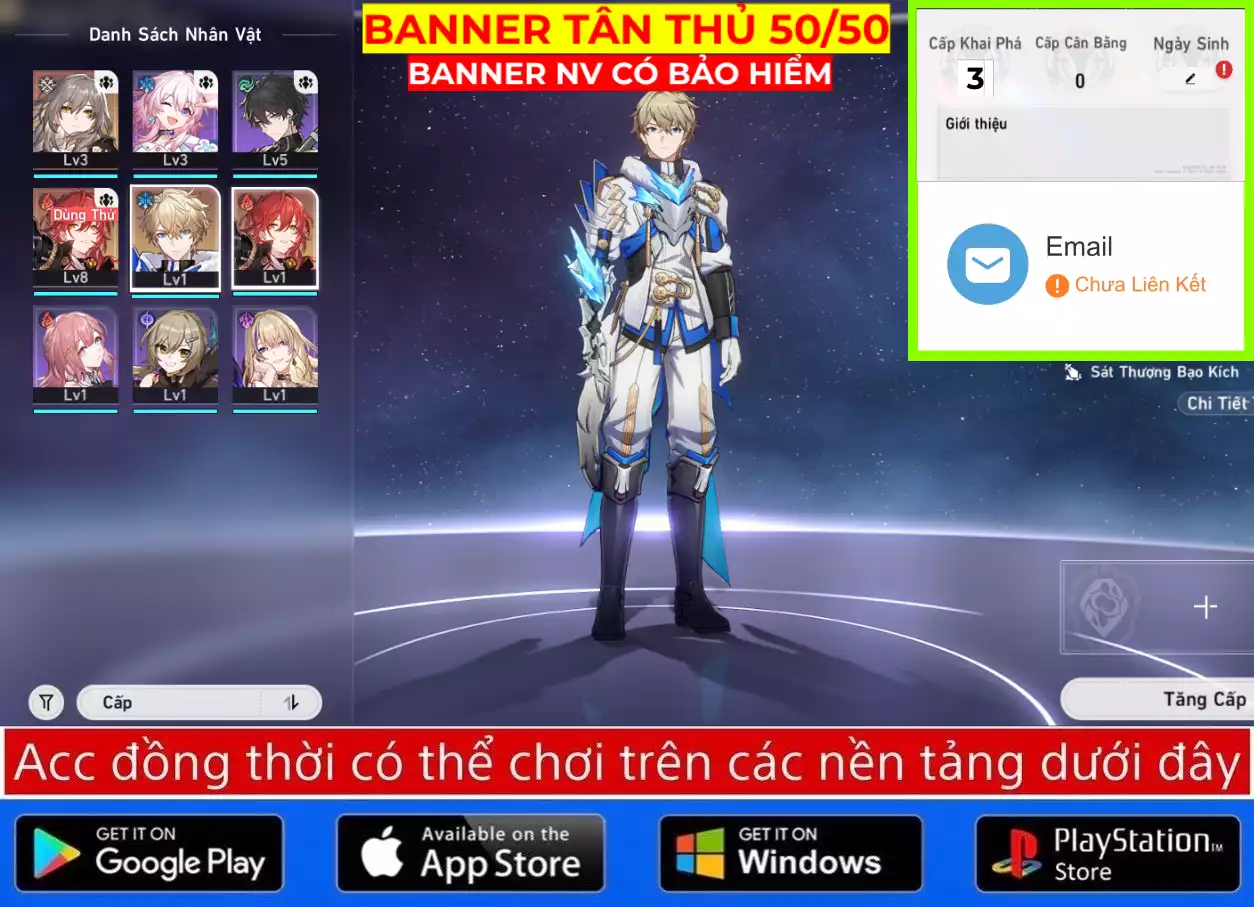 Danh Sách Nhân Vật
BANNER TÂN THỦ 50/50
BANNER NV CÓ BẢO HIỂM
Cấp Khai Phá
Cấp Cân Bằng
Ngày Sinh
3
0
Giới thiệu
Lv3
Lv3
Lv5
Dùng Thử
Lv8
Lv1
Lv1
Lv1
Lv1
Lv1
Email
Chưa Liên Kết
Sát Thương Bạo Kích
Chi Tiết
Cấp
Tăng Cấp
Acc đồng thời có thể chơi trên các nền tảng dưới đây
GET IT ON
Google Play
Available on the
App Store
GET IT ON
Windows
PlayStation TM
Store